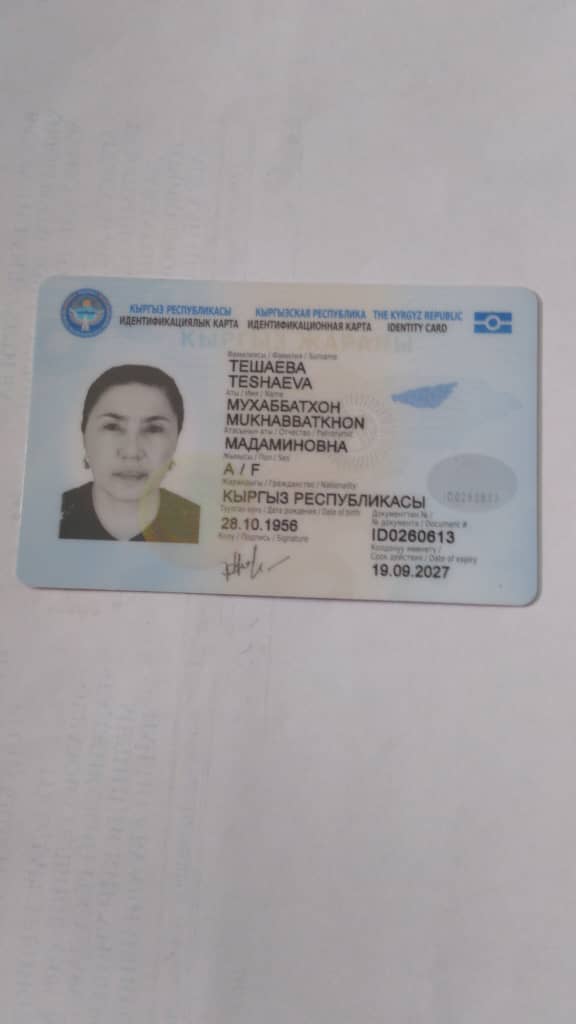 КЫРГЫЗ РЕСПУБЛИКАСЫ КЫРГЫЗСКАЯ РЕСПУБЛИКА THE KYRGYZ REPUBLIC
ИДЕНТИФИКАЦИЯЛЫК КАРТА ИДЕНТИФИКАЦИОННАЯ КАРТА IDENTITY CARD
КЫРГЫЗ ЖАРАНЫ
Фамилиясы / Фамилия / Surname
ТЕШАЕВА
TESHAEVA
Аты / Имя / Name
МУХАББАТХОН
MUKHABBATKHON
Атасынын аты / Отчество / Patronymic
МАДАМИНОВНА
Жынысы / Пол / Sex
А / F
Жарандыгы / Гражданство / Nationality
КЫРГЫЗ РЕСПУБЛИКАСЫ
Туулган күнү / Дата рождения / Date of birth
28.10.1956
Колу / Подпись / Signature
Документтин № /
№ документа / Document #
ID0260613
Колдонуу мөөнөтү /
Срок действия / Date of expiry
19.09.2027